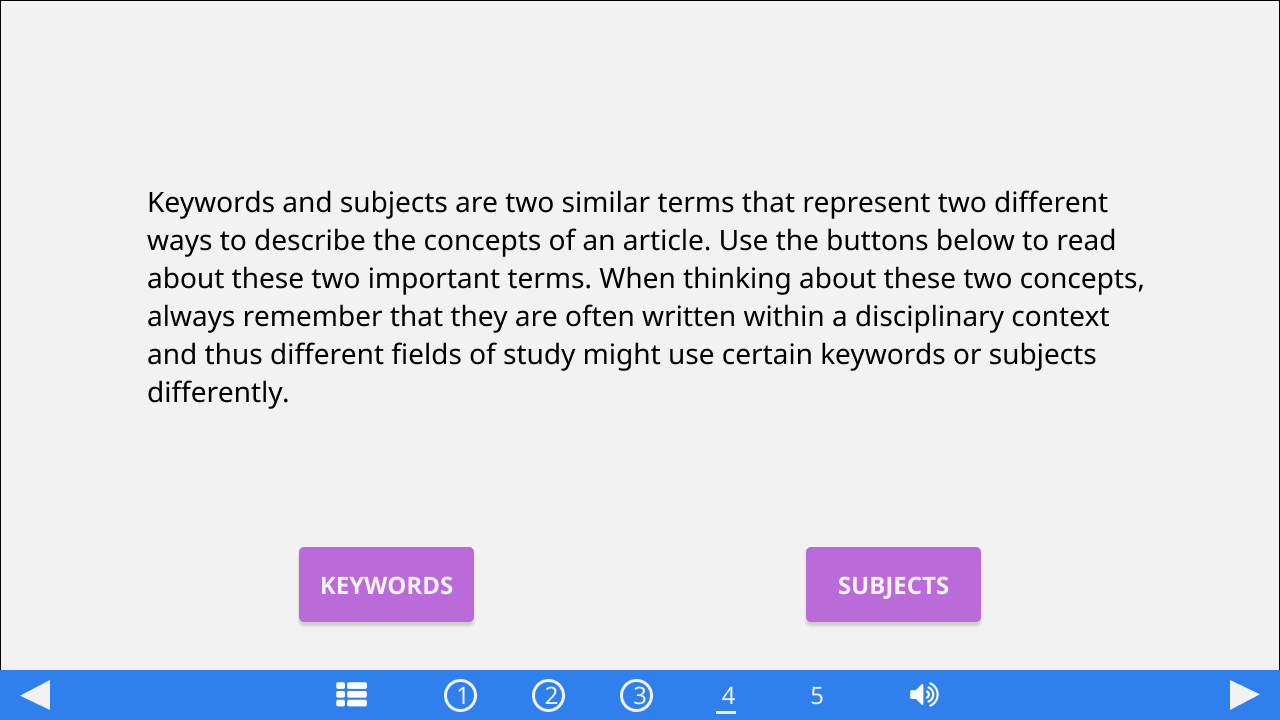 Keywords and subjects are two similar terms that represent two different
ways to describe the concepts of an article. Use the buttons below to read
about these two important terms. When thinking about these two concepts,
always remember that they are often written within a disciplinary context
and thus different fields of study might use certain keywords or subjects
differently.
KEYWORDS SUBJECTS
1 2 3 4 5